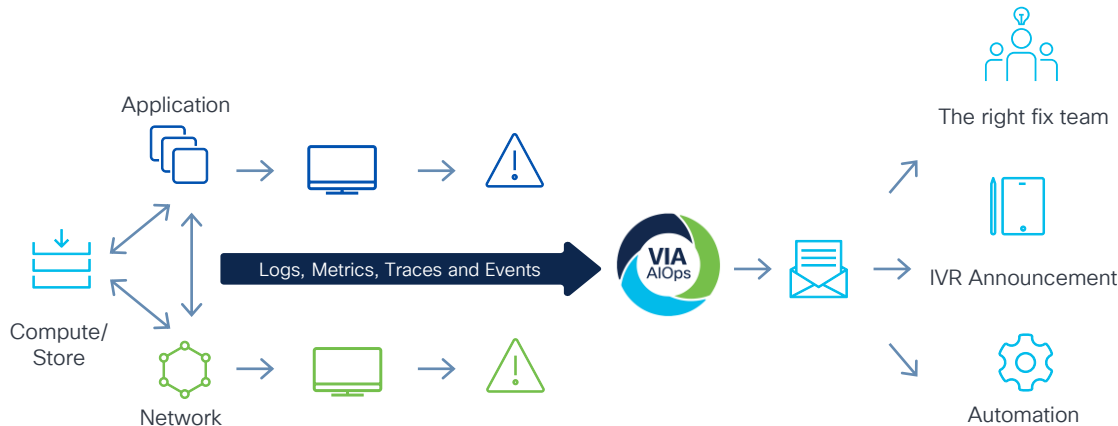 Application
The right fix team
Logs, Metrics, Traces and Events
VIA
AIOps
IVR Announcement
Compute/
Store
Network
Automation